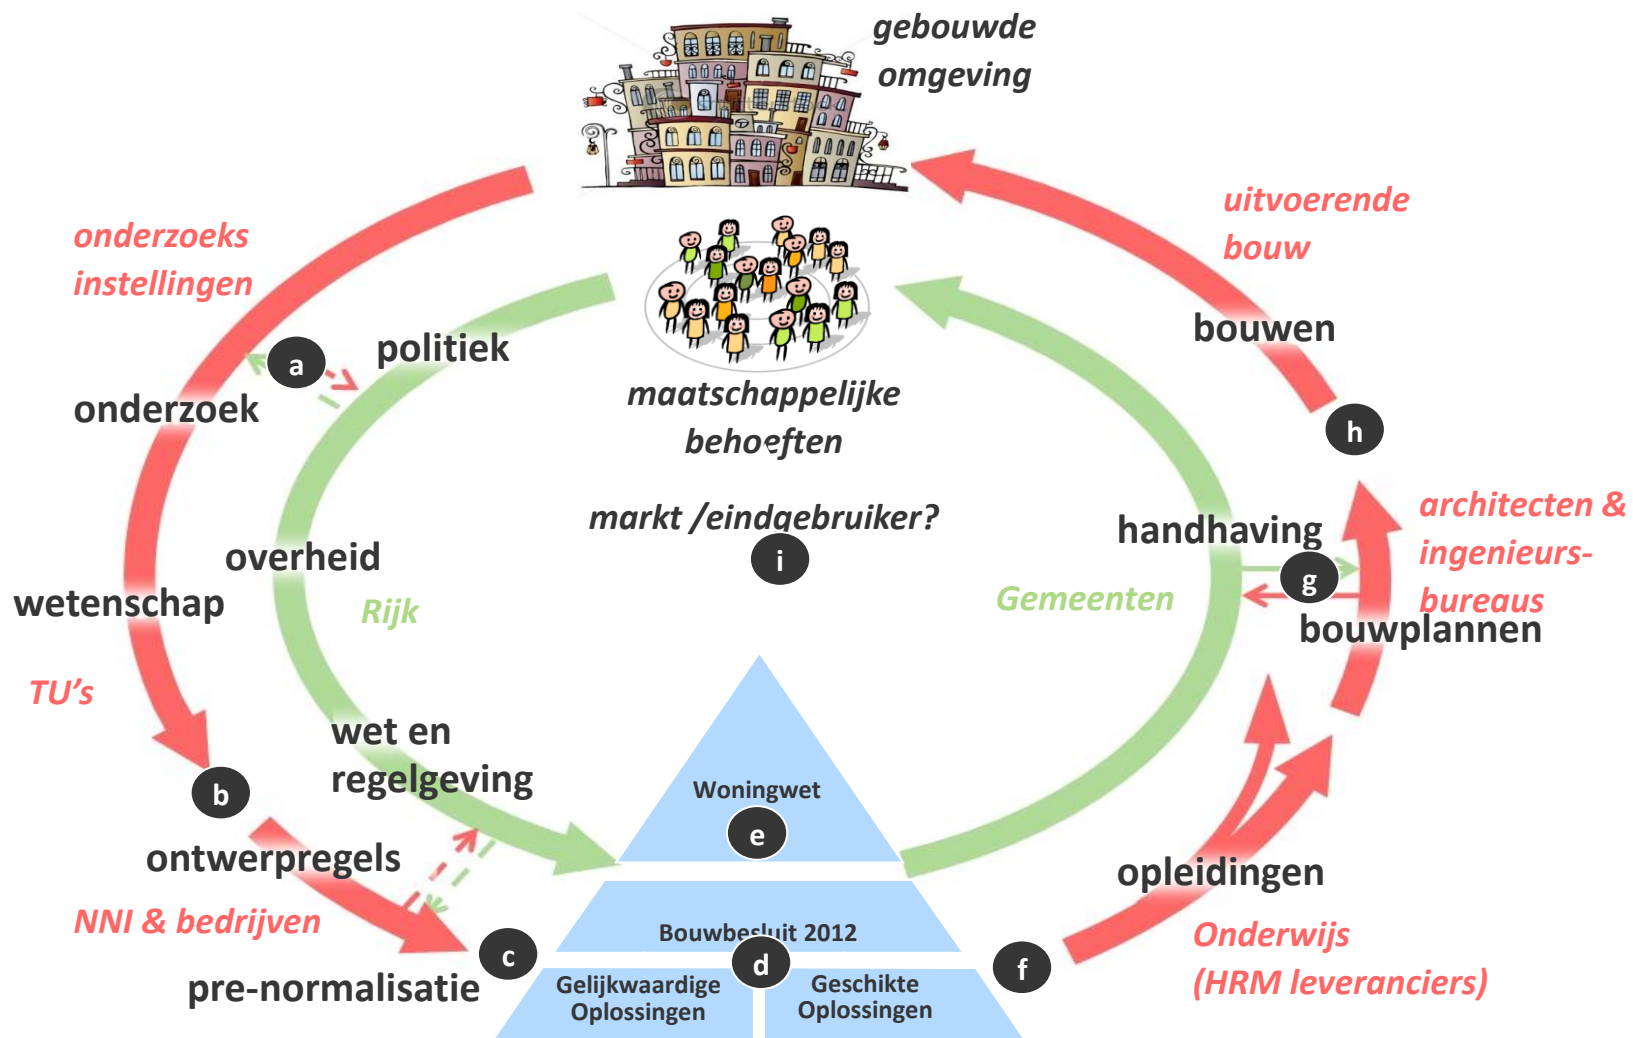 gebouwde
omgeving
onderzoeks
instellingen
uitvoerende
bouw
politiek
a
onderzoek
bouwen
maatschappelijke
behoeften
h
markt /eindgebruiker?
i
handhaving
architecten &
ingenieurs-
bureaus
g
bouwplannen
overheid
Rijk
Gemeenten
wetenschap
TU's
wet en
regelgeving
b
ontwerpregels
NNI & bedrijven
c
pre-normalisatie
Woningwet
e
Bouwbesluit 2012
d
Gelijkwaardige
Oplossingen
Geschikte
Oplossingen
f
opleidingen
Onderwijs
(HRM leveranciers)